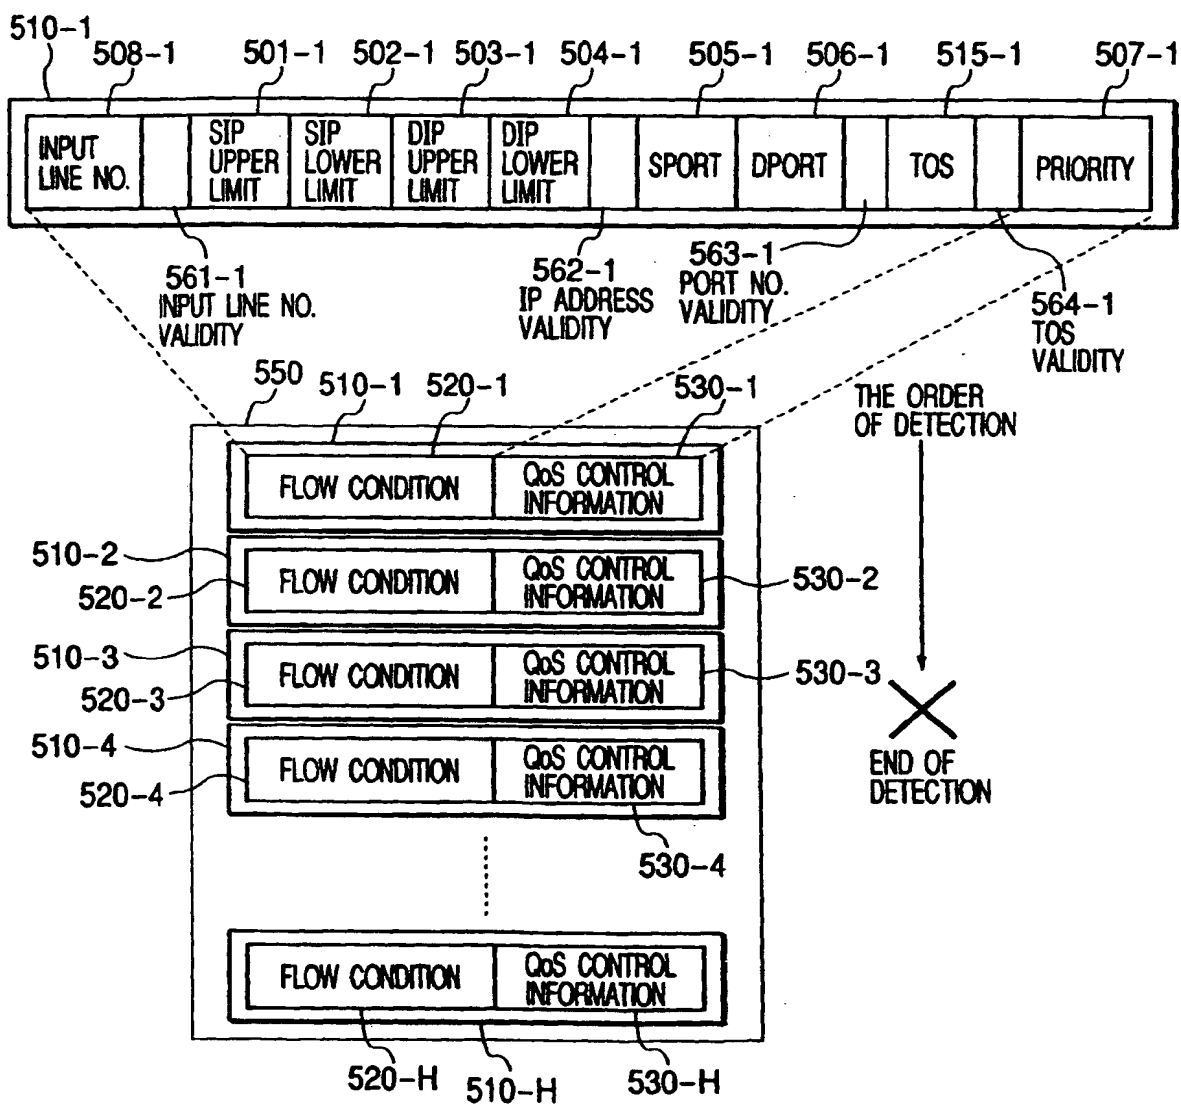 510-1
508-1 501-1 502-1 503-1 504-1 505-1 506-1 515-1 507-1
INPUT LINE NO.
SIP UPPER LIMIT
SIP LOWER LIMIT
DIP UPPER LIMIT
DIP LOWER LIMIT
SPORT
DPORT
TOS
PRIORITY
561-1
INPUT LINE NO.
VALIDITY
562-1
IP ADDRESS
VALIDITY
563-1
PORT NO.
VALIDITY
564-1
TOS
VALIDITY
550 510-1 520-1 530-1
THE ORDER
OF DETECTION
FLOW CONDITION
QoS CONTROL
INFORMATION
510-2
520-2
FLOW CONDITION
QoS CONTROL
INFORMATION
530-2
510-3
520-3
FLOW CONDITION
QoS CONTROL
INFORMATION
530-3
510-4
520-4
FLOW CONDITION
QoS CONTROL
INFORMATION
END OF
DETECTION
530-4
FLOW CONDITION
QoS CONTROL
INFORMATION
520-H 510-H 530-H